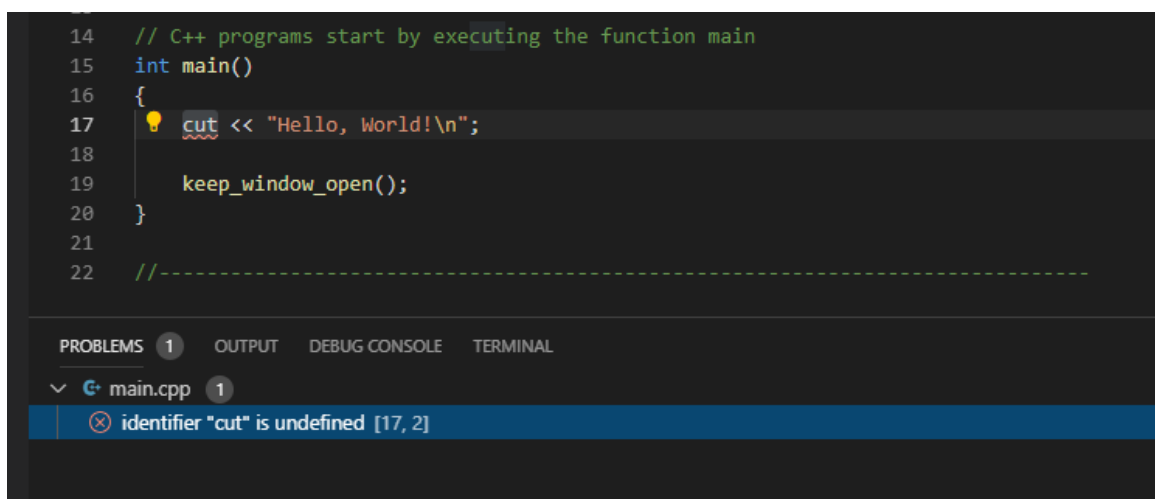 14 // C++ programs start by executing the function main
15 int main()
16 {
17 cut << "Hello, World!\n";
18
19 keep_window_open();
20 }
21
22 //-----------------------------------------------------------------------------
PROBLEMS 1 OUTPUT DEBUG CONSOLE TERMINAL
main.cpp 1
identifier "cut" is undefined [17, 2]